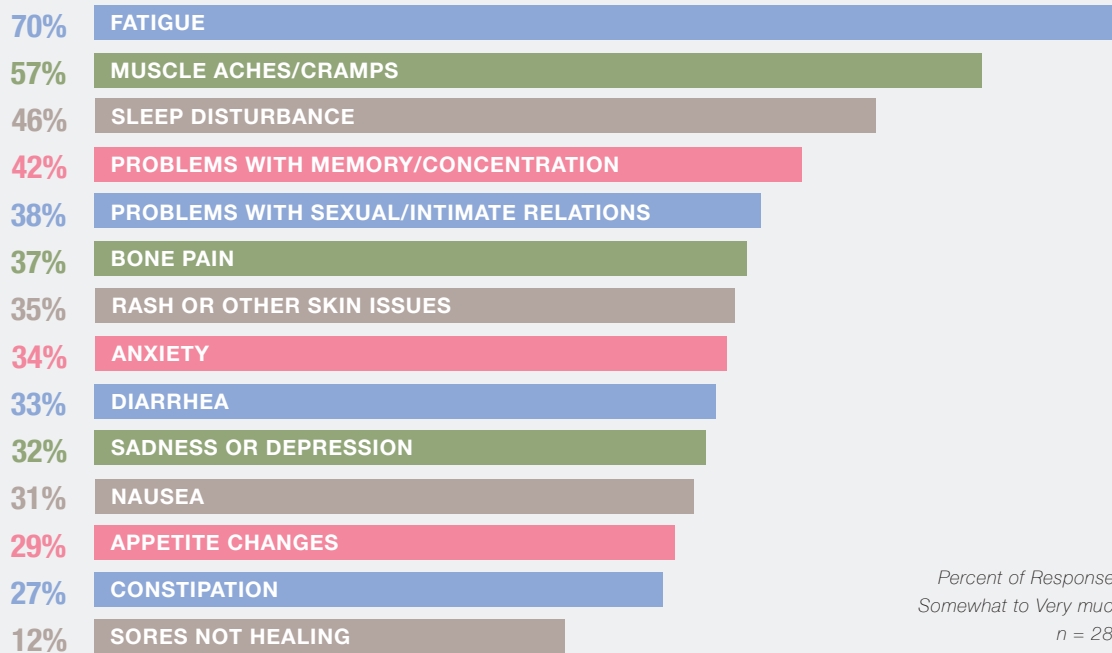 70% FATIGUE
57% MUSCLE ACHES/CRAMPS
46% SLEEP DISTURBANCE
42% PROBLEMS WITH MEMORY/CONCENTRATION
38% PROBLEMS WITH SEXUAL/INTIMATE RELATIONS
37% BONE PAIN
35% RASH OR OTHER SKIN ISSUES
34% ANXIETY
33% DIARRHEA
32% SADNESS OR DEPRESSION
31% NAUSEA
29% APPETITE CHANGES
27% CONSTIPATION
Percent of Response
Somewhat to Very muc
12% SORES NOT HEALING
n = 28